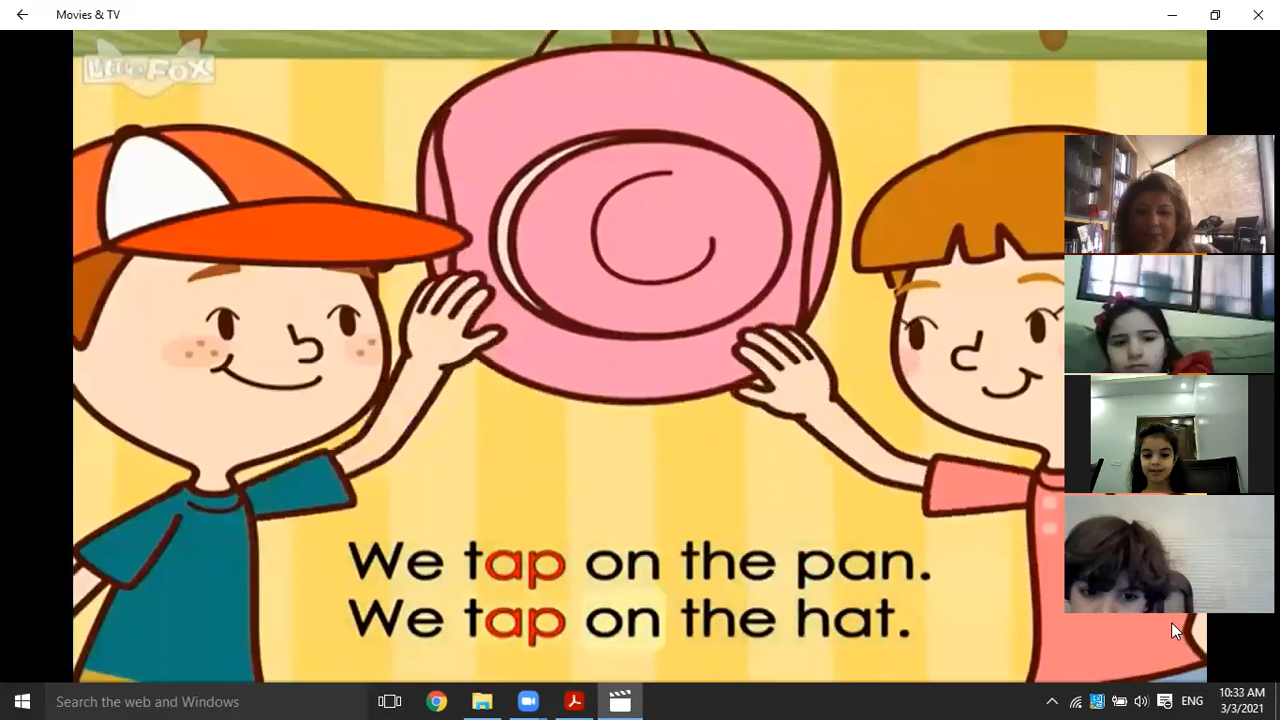 Movies & TV
LITTLE FOX
We tap on the pan.
We tap on the hat.
Search the web and Windows
ENG
10:33 AM
3/3/2021